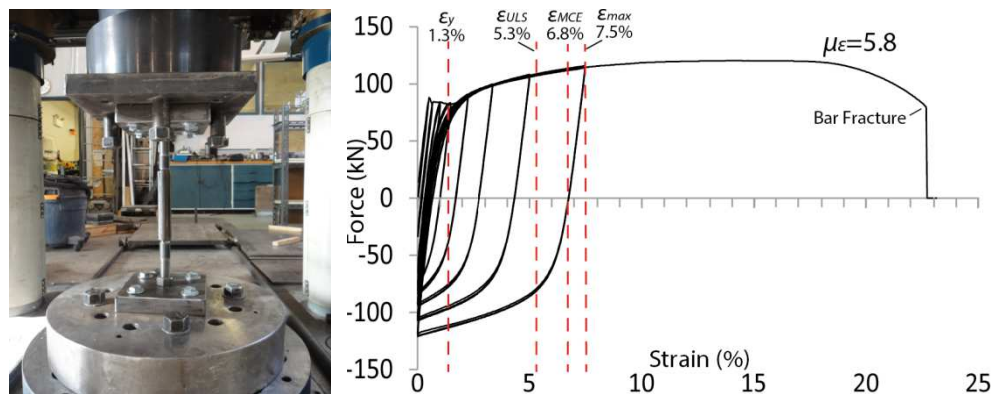 εy
1.3%
εULS
5.3%
εMCE
6.8%
εmax
7.5%
με=5.8
Bar Fracture
Force (kN)
100
50
0
-50
-100
-150
Strain (%)
0
5
10
15
20
25